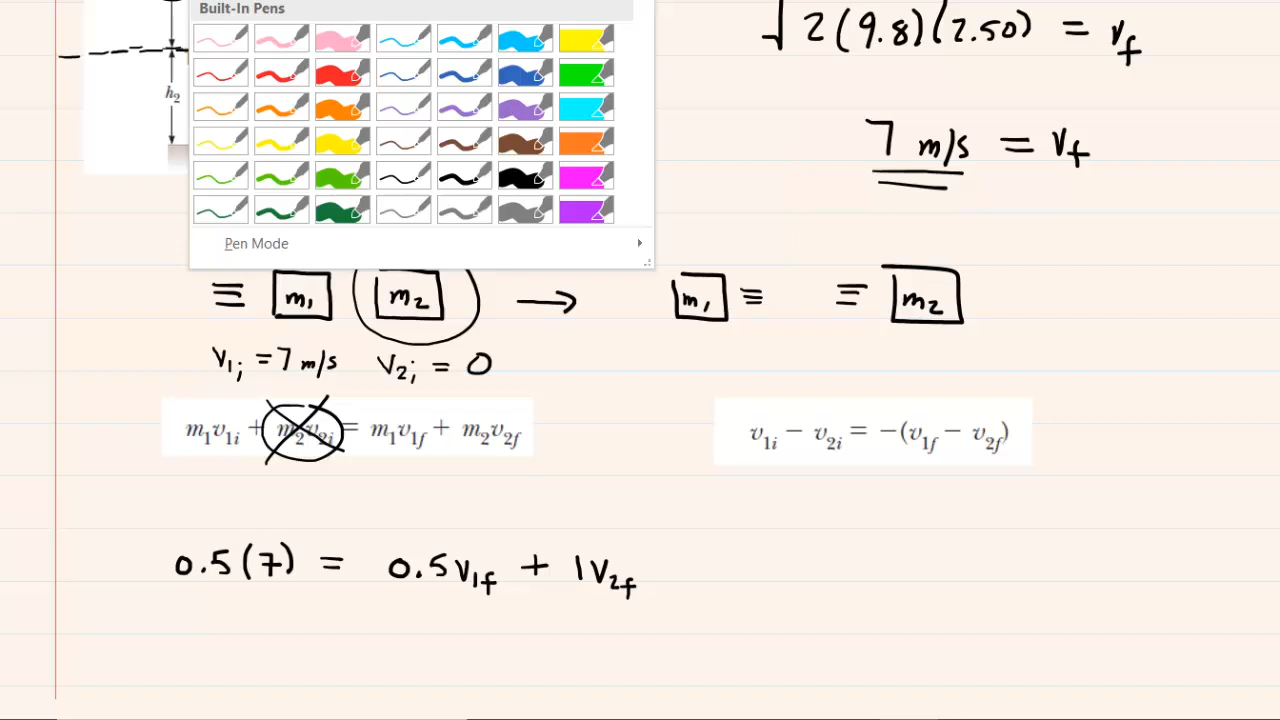 Built-In Pens
√2(9.8)(2.50) = vf
h2
7 m/s = vf
Pen Mode
≡ m1 m2 → m1 ≡ ≡ m2
v1i = 7 m/s v2i = 0
m1v1i + m2v2i = m1v1f + m2v2f
v1i − v2i = −(v1f − v2f)
0.5(7) = 0.5v1f + 1v2f